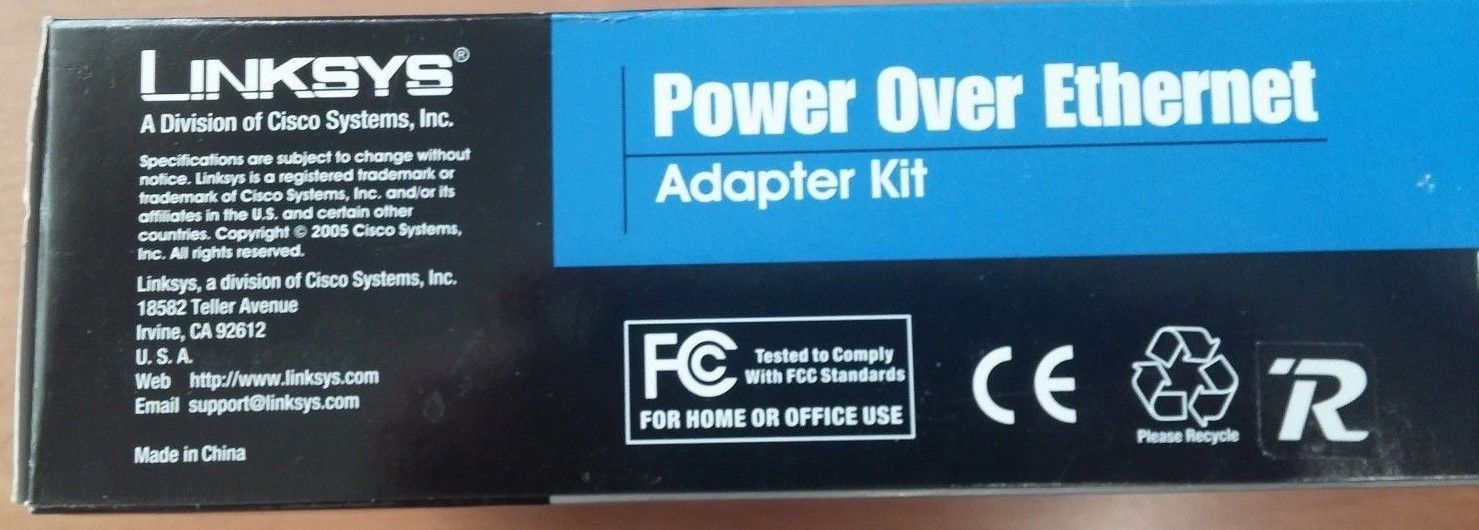 LINKSYS®
A Division of Cisco Systems, Inc.
Specifications are subject to change without
notice. Linksys is a registered trademark or
trademark of Cisco Systems, Inc. and/or its
affiliates in the U.S. and certain other
countries. Copyright © 2005 Cisco Systems,
Inc. All rights reserved.
Linksys, a division of Cisco Systems, Inc.
18582 Teller Avenue
Irvine, CA 92612
U. S. A.
Web http://www.linksys.com
Email support@linksys.com
Made in China
Power Over Ethernet
Adapter Kit
FC Tested to Comply
With FCC Standards
FOR HOME OR OFFICE USE
CE
Please Recycle
R